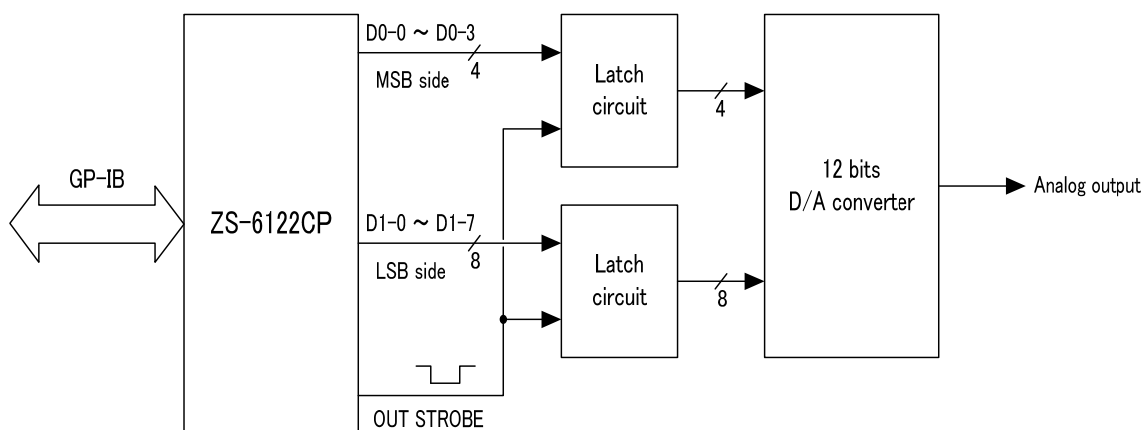 D0-0 ～ D0-3
4
MSB side
Latch
circuit
4
GP-IB
ZS-6122CP
12 bits
D/A converter
Analog output
D1-0 ～ D1-7
8
LSB side
Latch
circuit
8
OUT STROBE